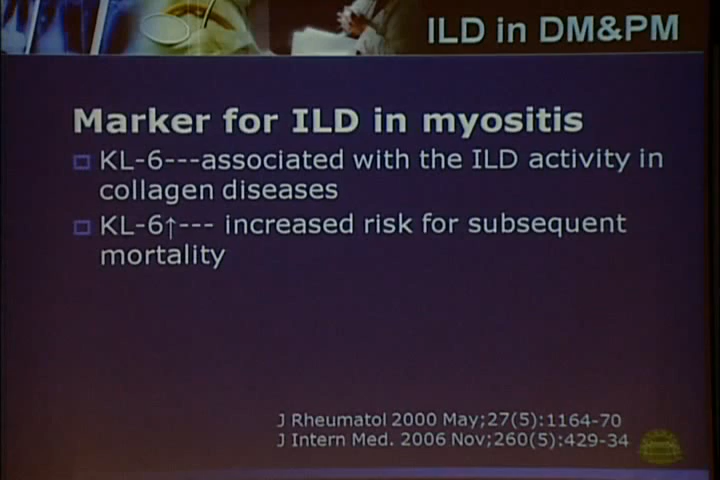 ILD in DM&PM
Marker for ILD in myositis
KL-6---associated with the ILD activity in
collagen diseases
KL-6↑--- increased risk for subsequent
mortality
J Rheumatol 2000 May;27(5):1164-70
J Intern Med. 2006 Nov;260(5):429-34